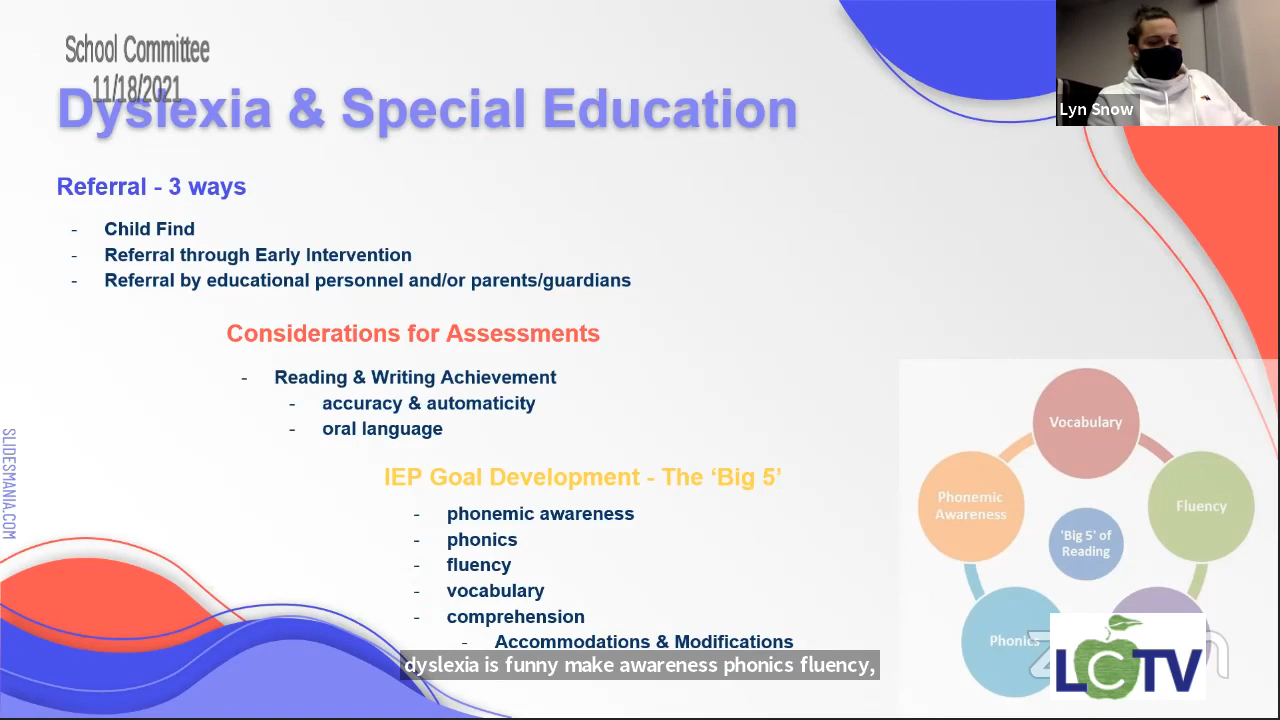 School Committee
11/18/2021
Dyslexia & Special Education
Lyn Snow
Referral - 3 ways
- Child Find
- Referral through Early Intervention
- Referral by educational personnel and/or parents/guardians
Considerations for Assessments
- Reading & Writing Achievement
- accuracy & automaticity
- oral language
IEP Goal Development - The ‘Big 5’
- phonemic awareness
- phonics
- fluency
- vocabulary
- comprehension
- Accommodations & Modifications
dyslexia is funny make awareness phonics fluency,
SLIDESMANIA.COM
Vocabulary
Phonemic
Awareness
Fluency
'Big 5' of
Reading
Phonics
LCTV